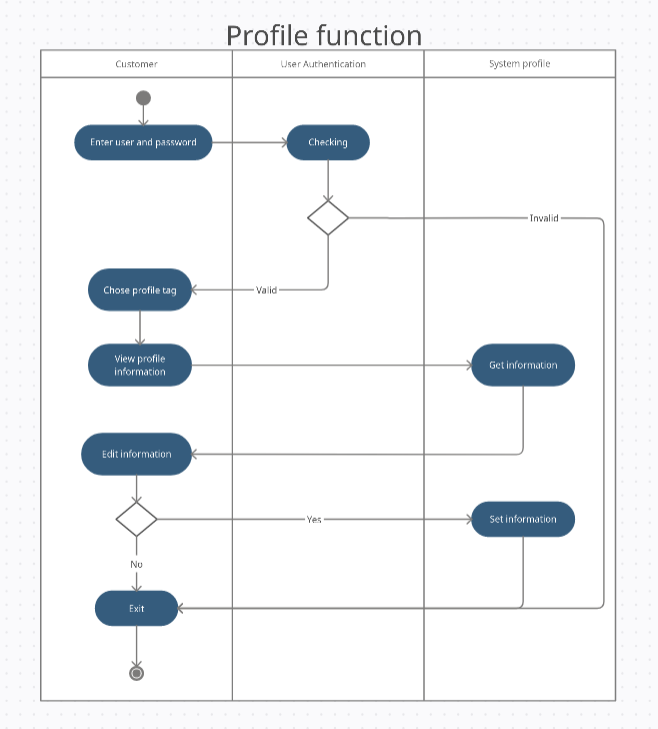 Profile function
Customer
User Authentication
System profile
Enter user and password
Checking
Invalid
Chose profile tag
Valid
View profile
information
Get information
Edit information
Yes
Set information
No
Exit